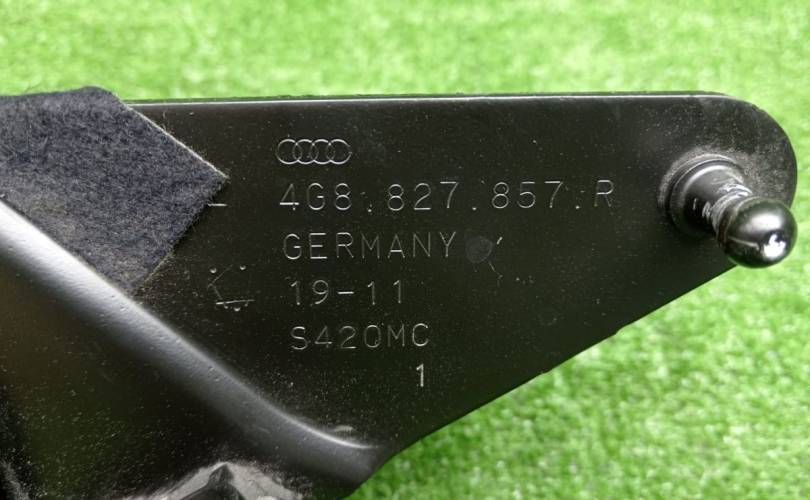 4G8.827.857.R
GERMANY
19-11
S420MC
1